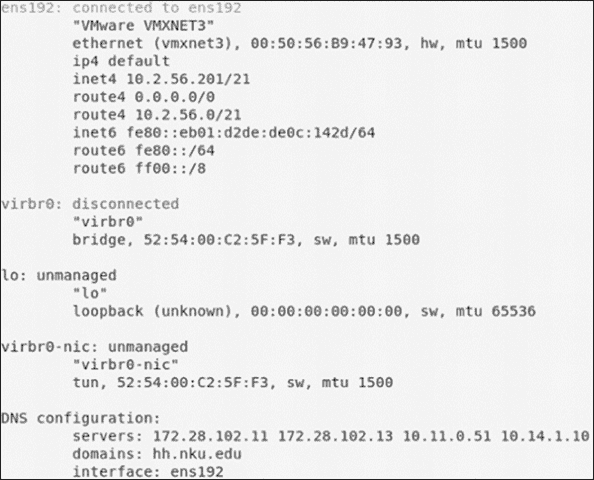 ens192: connected to ens192
"VMware VMXNET3"
ethernet (vmxnet3), 00:50:56:B9:47:93, hw, mtu 1500
ip4 default
inet4 10.2.56.201/21
route4 0.0.0.0/0
route4 10.2.56.0/21
inet6 fe80::eb01:d2de:de0c:142d/64
route6 fe80::/64
route6 ff00::/8
virbr0: disconnected
"virbr0"
bridge, 52:54:00:C2:5F:F3, sw, mtu 1500
lo: unmanaged
"lo"
loopback (unknown), 00:00:00:00:00:00, sw, mtu 65536
virbr0-nic: unmanaged
"virbr0-nic"
tun, 52:54:00:C2:5F:F3, sw, mtu 1500
DNS configuration:
servers: 172.28.102.11 172.28.102.13 10.11.0.51 10.14.1.10
domains: hh.nku.edu
interface: ens192